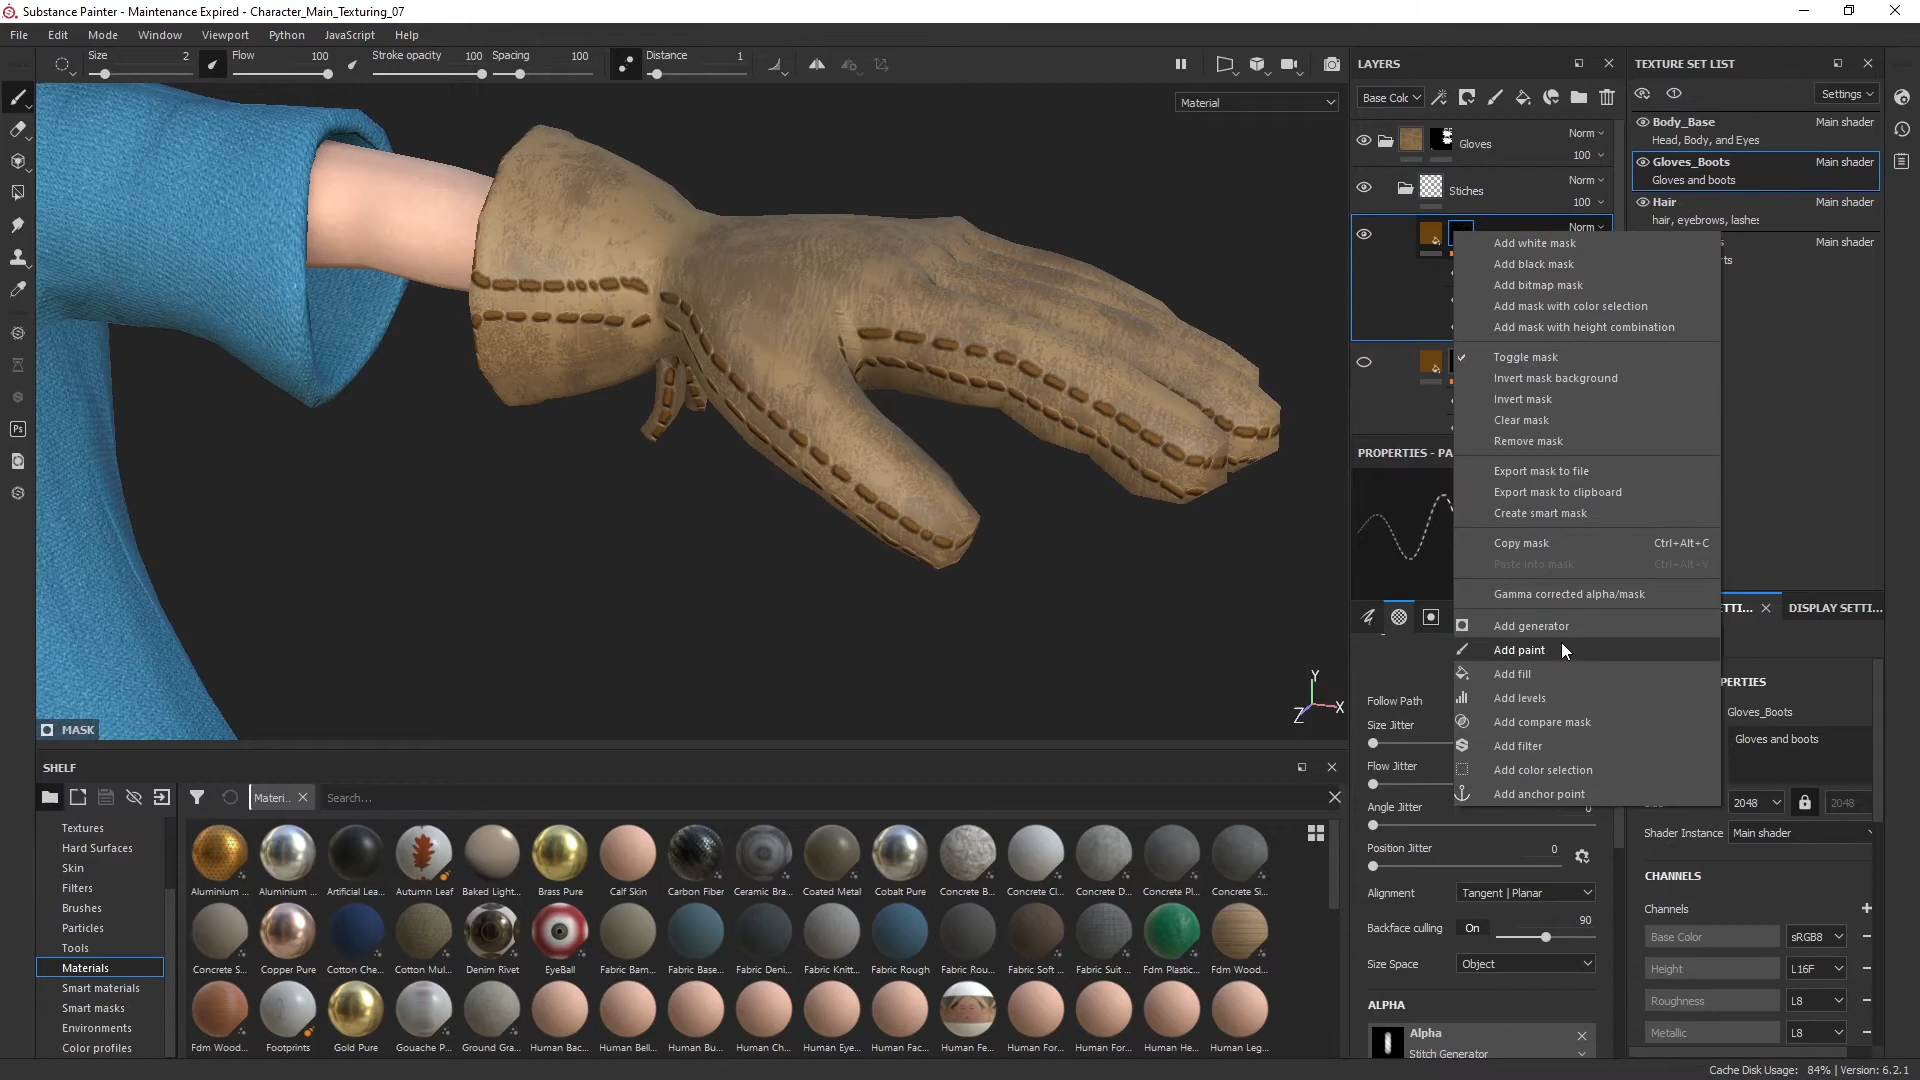 Substance Painter - Maintenance Expired - Character_Main_Texturing_07
File Edit Mode Window Viewport Python JavaScript Help
Size 2 Flow 100 Stroke opacity 100 Spacing 100 Distance 1
Material
MASK
Y
Z X
LAYERS
Base Colc
Norm
Gloves
100
Norm
Stiches
100
Norm
Add white mask
Add black mask
Add bitmap mask
Add mask with color selection
Add mask with height combination
Toggle mask
Invert mask background
Invert mask
Clear mask
Remove mask
Export mask to file
Export mask to clipboard
Create smart mask
Copy mask Ctrl+Alt+C
Paste into mask Ctrl+Alt+V
Gamma corrected alpha/mask
Add generator
Add paint
Add fill
Add levels
Add compare mask
Add filter
Add color selection
Add anchor point
PROPERTIES - PA
Follow Path
Size Jitter
Flow Jitter
Angle Jitter 0
Position Jitter 0
Alignment Tangent | Planar
Backface culling On 90
Size Space Object
ALPHA
Alpha
Stitch Generator
TEXTURE SET LIST
Settings
Body_Base Main shader
Head, Body, and Eyes
Gloves_Boots Main shader
Gloves and boots
Hair Main shader
hair, eyebrows, lashes
s Main shader
rts
TTI... DISPLAY SETTI...
PERTIES
Gloves_Boots
Gloves and boots
2048 2048
Shader Instance Main shader
CHANNELS
Channels
Base Color sRGB8
Height L16F
Roughness L8
Metallic L8
SHELF
Materi... Search...
Textures
Hard Surfaces
Skin
Filters
Brushes
Particles
Tools
Materials
Smart materials
Smart masks
Environments
Color profiles
Aluminium ... Aluminium ... Artificial Lea... Autumn Leaf Baked Light... Brass Pure Calf Skin Carbon Fiber Ceramic Bra... Coated Metal Cobalt Pure Concrete B... Concrete Cl... Concrete D... Concrete Pl... Concrete Si...
Concrete S... Copper Pure Cotton Che... Cotton Mul... Denim Rivet EyeBall Fabric Bam... Fabric Base... Fabric Deni... Fabric Knitt... Fabric Rough Fabric Rou... Fabric Soft ... Fabric Suit ... Fdm Plastic... Fdm Wood...
Fdm Wood... Footprints Gold Pure Gouache P... Ground Gra... Human Bac... Human Bell... Human Bu... Human Ch... Human Eye... Human Fac... Human Fe... Human For... Human For... Human He... Human Leg...
Cache Disk Usage: 84% | Version: 6.2.1